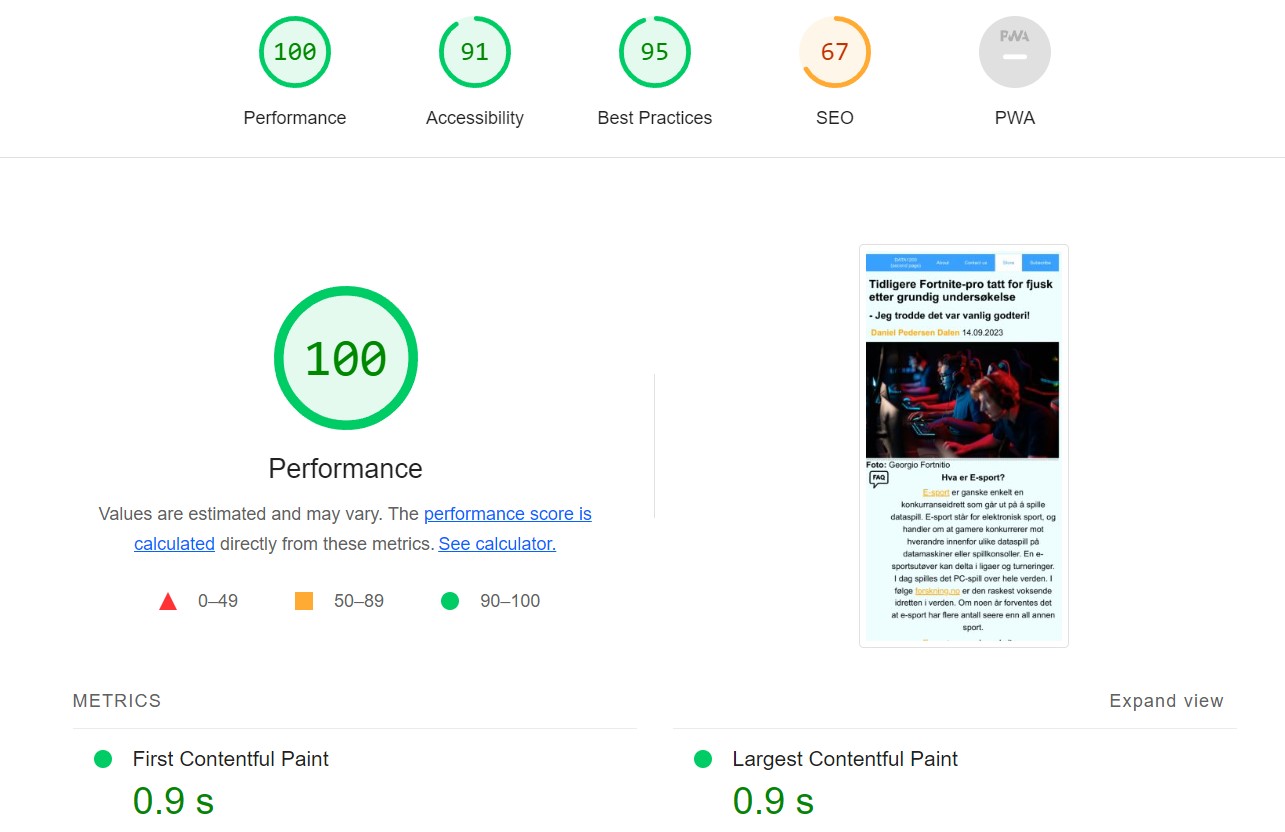 100
91
95
67
PWA
Performance
Accessibility
Best Practices
SEO
PWA
100
Performance
Values are estimated and may vary. The performance score is
calculated directly from these metrics. See calculator.
0–49
50–89
90–100
About
Contact us
Show
Subscribe
Tidligere Fortnite-pro tatt for fjusk
etter grundig undersøkelse
- Jeg trodde det var vanlig godteri!
Daniel Pedersen Dalen 14.09.2023
Foto: Georgio Fortnitio
FAQ
Hva er E-sport?
E-sport er ganske enkelt en
konkurranseidrett som går ut på å spille
dataspill. E-sport står for elektronisk sport, og
handler om at gamere konkurrerer mot
hverandre innenfor ulike dataspill på
datamaskiner eller spillkonsoller. En e-
sportsutøver kan delta i ligaer og turneringer.
I dag spilles det PC-spill over hele verden. I
følge forskning.no er den raskest voksende
idretten i verden. Om noen år forventes det
at e-sport har flere antall seere enn all annen
sport.
METRICS
Expand view
First Contentful Paint
0.9 s
Largest Contentful Paint
0.9 s